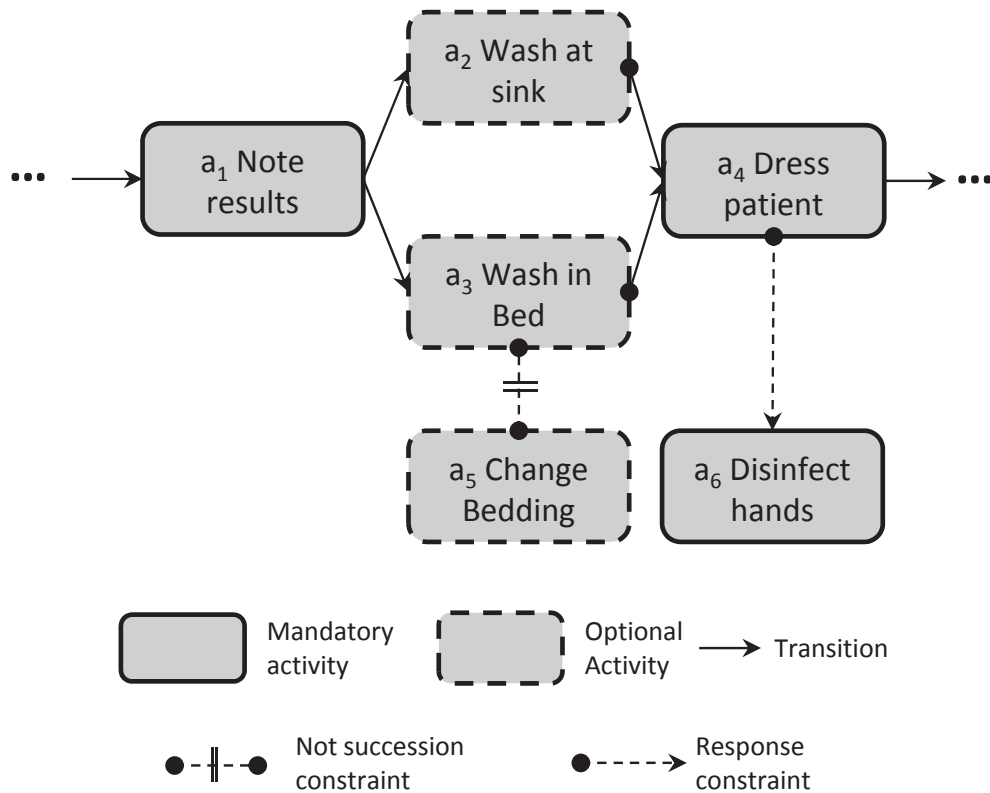 a₂ Wash at
sink
a₁ Note
results
a₄ Dress
patient
...
...
a₃ Wash in
Bed
a₅ Change
Bedding
a₆ Disinfect
hands
Mandatory
activity
Optional
Activity
Transition
Not succession
constraint
Response
constraint